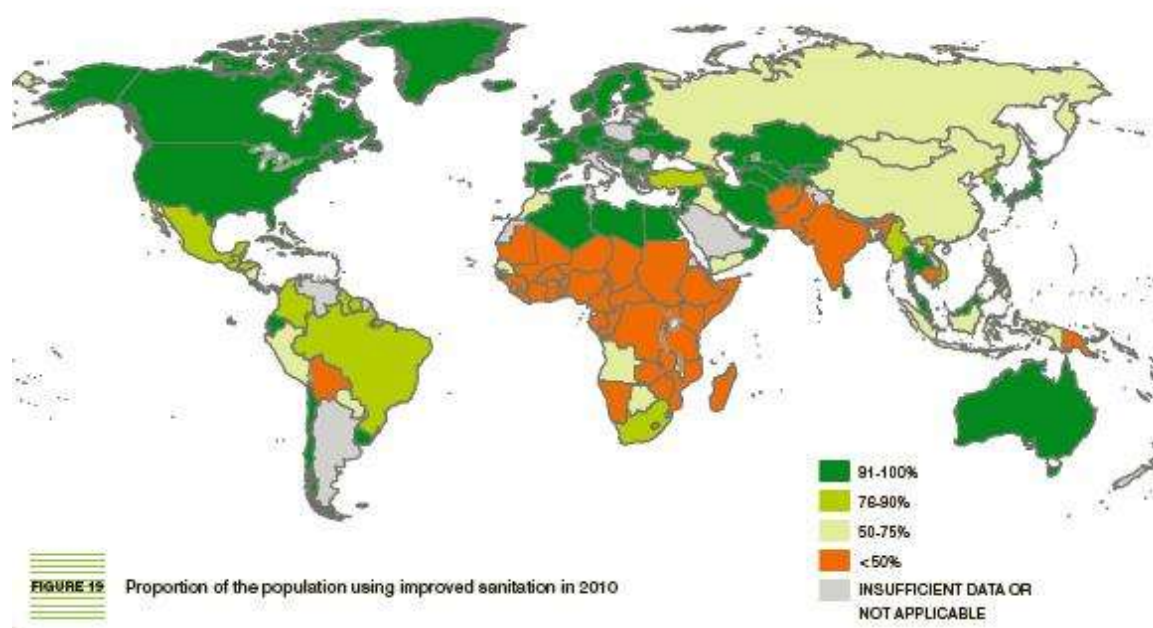 91-100%
76-90%
50-75%
<50%
INSUFFICIENT DATA OR
NOT APPLICABLE
FIGURE 19 Proportion of the population using improved sanitation in 2010